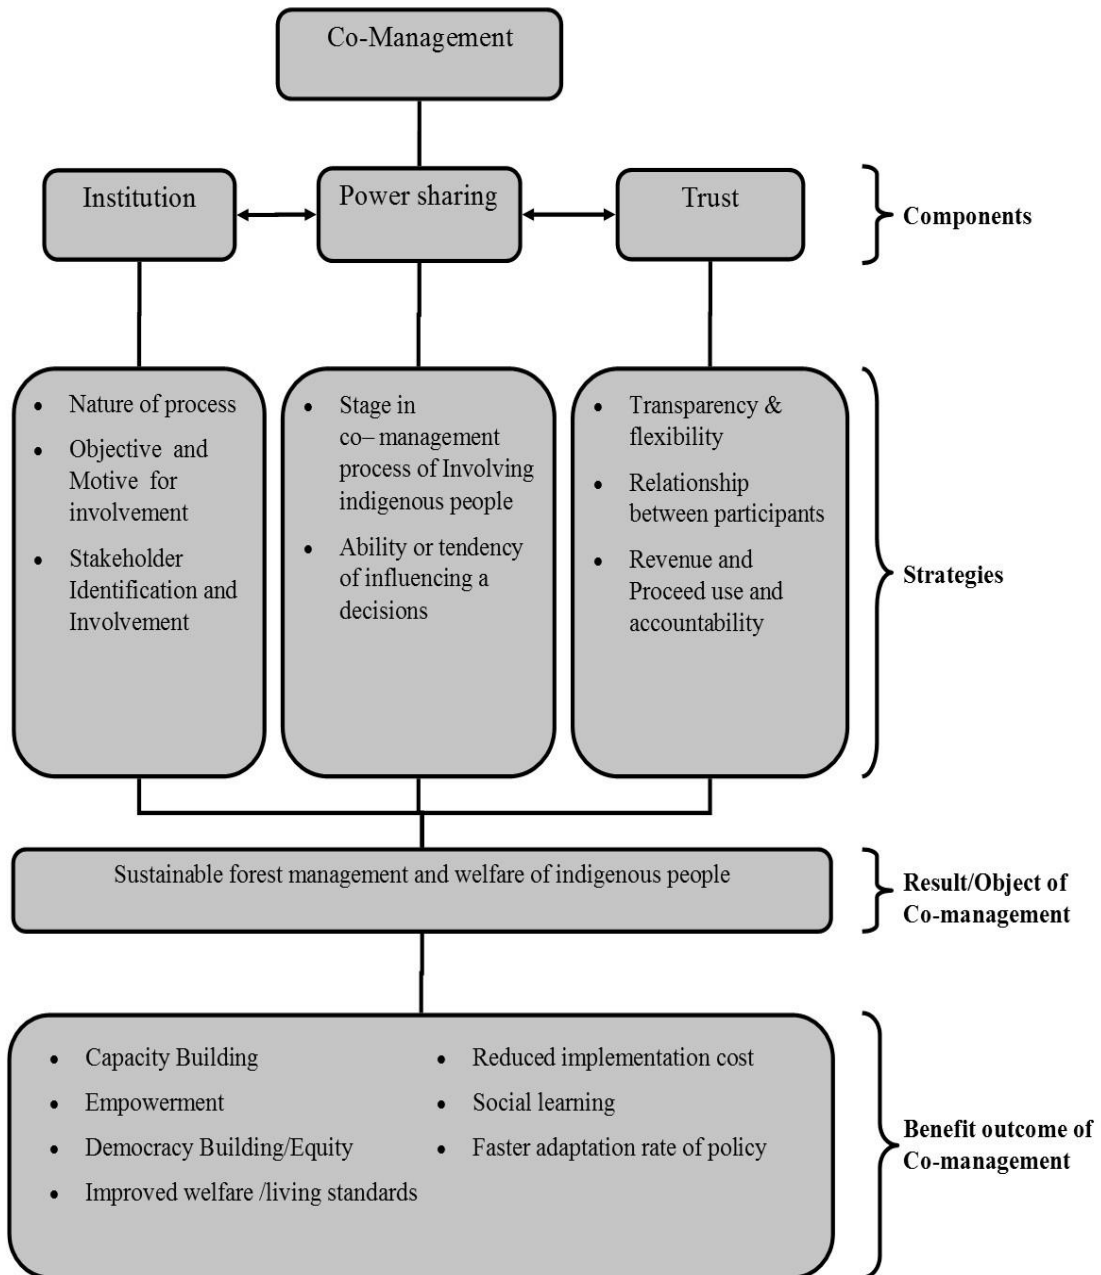 Co-Management
Institution
Power sharing
Trust
Components
• Nature of process
• Objective and
Motive for
involvement
• Stakeholder
Identification and
Involvement
• Stage in
co– management
process of Involving
indigenous people
• Ability or tendency
of influencing a
decisions
• Transparency &
flexibility
• Relationship
between participants
• Revenue and
Proceed use and
accountability
Strategies
Sustainable forest management and welfare of indigenous people
Result/Object of
Co-management
• Capacity Building
• Empowerment
• Democracy Building/Equity
• Improved welfare /living standards
• Reduced implementation cost
• Social learning
• Faster adaptation rate of policy
Benefit outcome of
Co-management